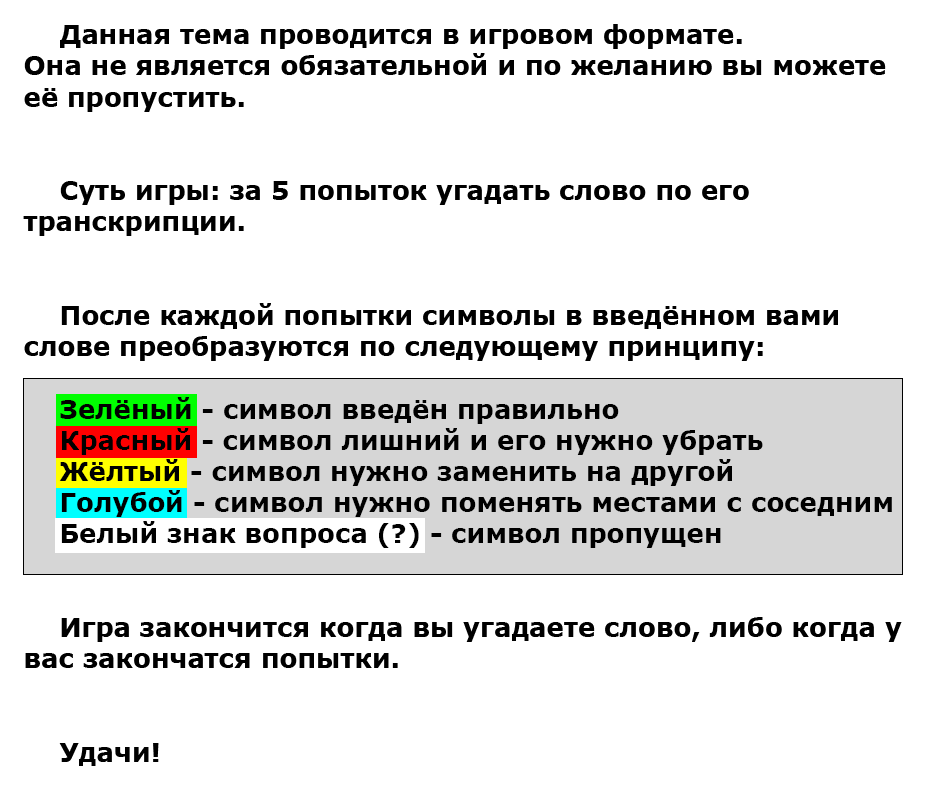 Данная тема проводится в игровом формате.
Она не является обязательной и по желанию вы можете
её пропустить.
Суть игры: за 5 попыток угадать слово по его
транскрипции.
После каждой попытки символы в введённом вами
слове преобразуются по следующему принципу:
Зелёный - символ введён правильно
Красный - символ лишний и его нужно убрать
Жёлтый - символ нужно заменить на другой
Голубой - символ нужно поменять местами с соседним
Белый знак вопроса (?) - символ пропущен
Игра закончится когда вы угадаете слово, либо когда у
вас закончатся попытки.
Удачи!